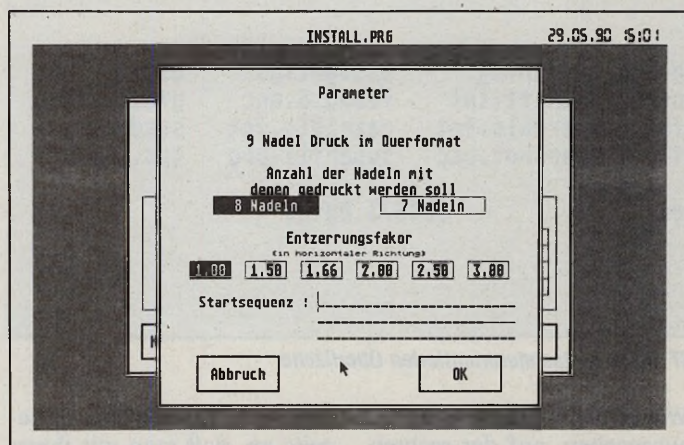 INSTALL.PRG 29.05.90 15:01
Parameter
9 Nadel Druck im Querformat
Anzahl der Nadeln mit
denen gedruckt werden soll
8 Nadeln 7 Nadeln
Entzerrungsfakor
(in horizontaler Richtung)
1.00 1.50 1.66 2.00 2.50 3.00
Startsequenz :
Abbruch OK